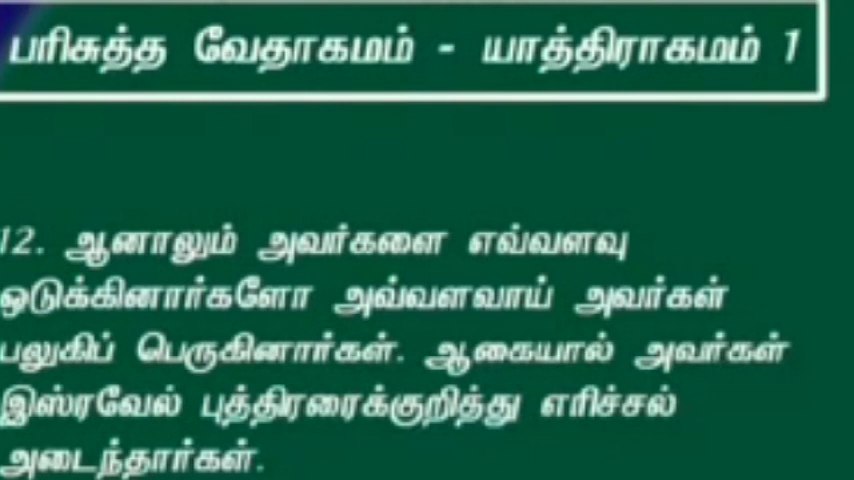 பரிசுத்த வேதாகமம் - யாத்திராகமம் 1
12. ஆனாலும் அவர்களை எவ்வளவு
ஒடுக்கினார்களோ அவ்வளவாய் அவர்கள்
பலுகிப் பெருகினார்கள். ஆகையால் அவர்கள்
இஸ்ரவேல் புத்திரரைக்குறித்து எரிச்சல்
அடைந்தார்கள்.